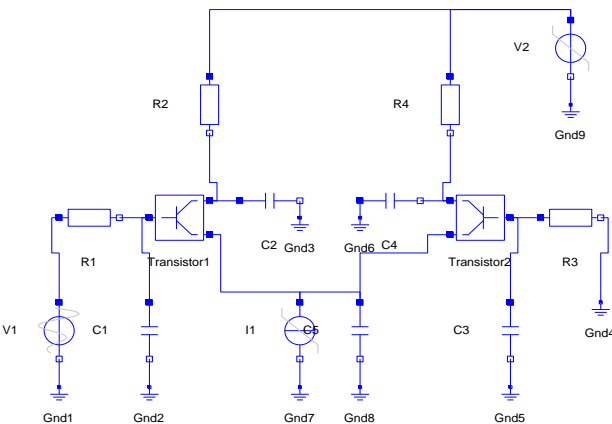 V2
R2
R4
Gnd9
R1
Transistor1
C2
Gnd3
Gnd6
C4
Transistor2
R3
V1
C1
I1
C5
C3
Gnd4
Gnd1
Gnd2
Gnd7
Gnd8
Gnd5